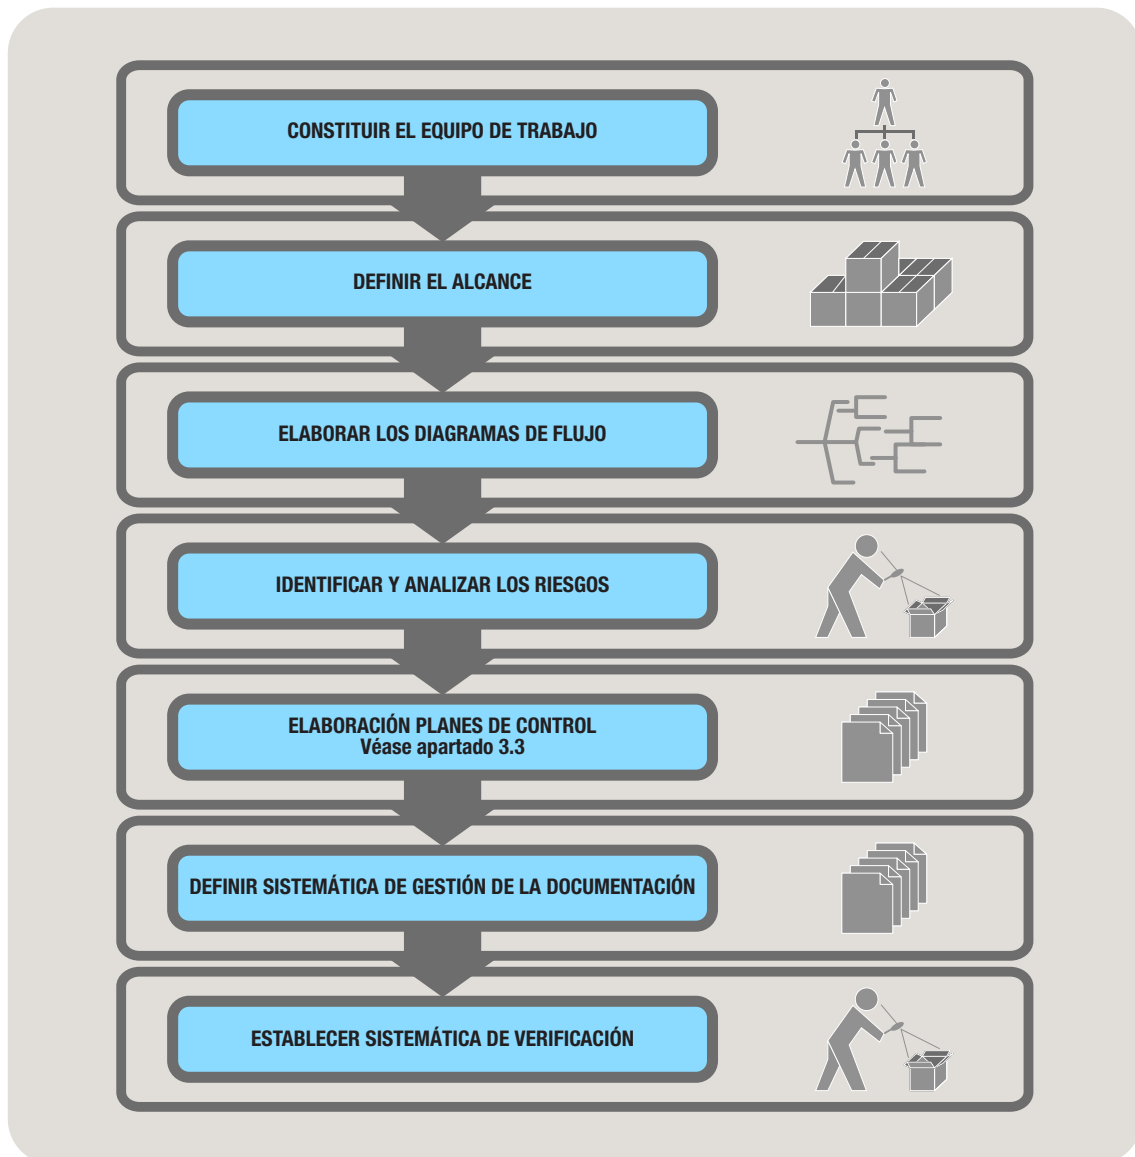 CONSTITUIR EL EQUIPO DE TRABAJO
DEFINIR EL ALCANCE
ELABORAR LOS DIAGRAMAS DE FLUJO
IDENTIFICAR Y ANALIZAR LOS RIESGOS
ELABORACIÓN PLANES DE CONTROL
Véase apartado 3.3
DEFINIR SISTEMÁTICA DE GESTIÓN DE LA DOCUMENTACIÓN
ESTABLECER SISTEMÁTICA DE VERIFICACIÓN